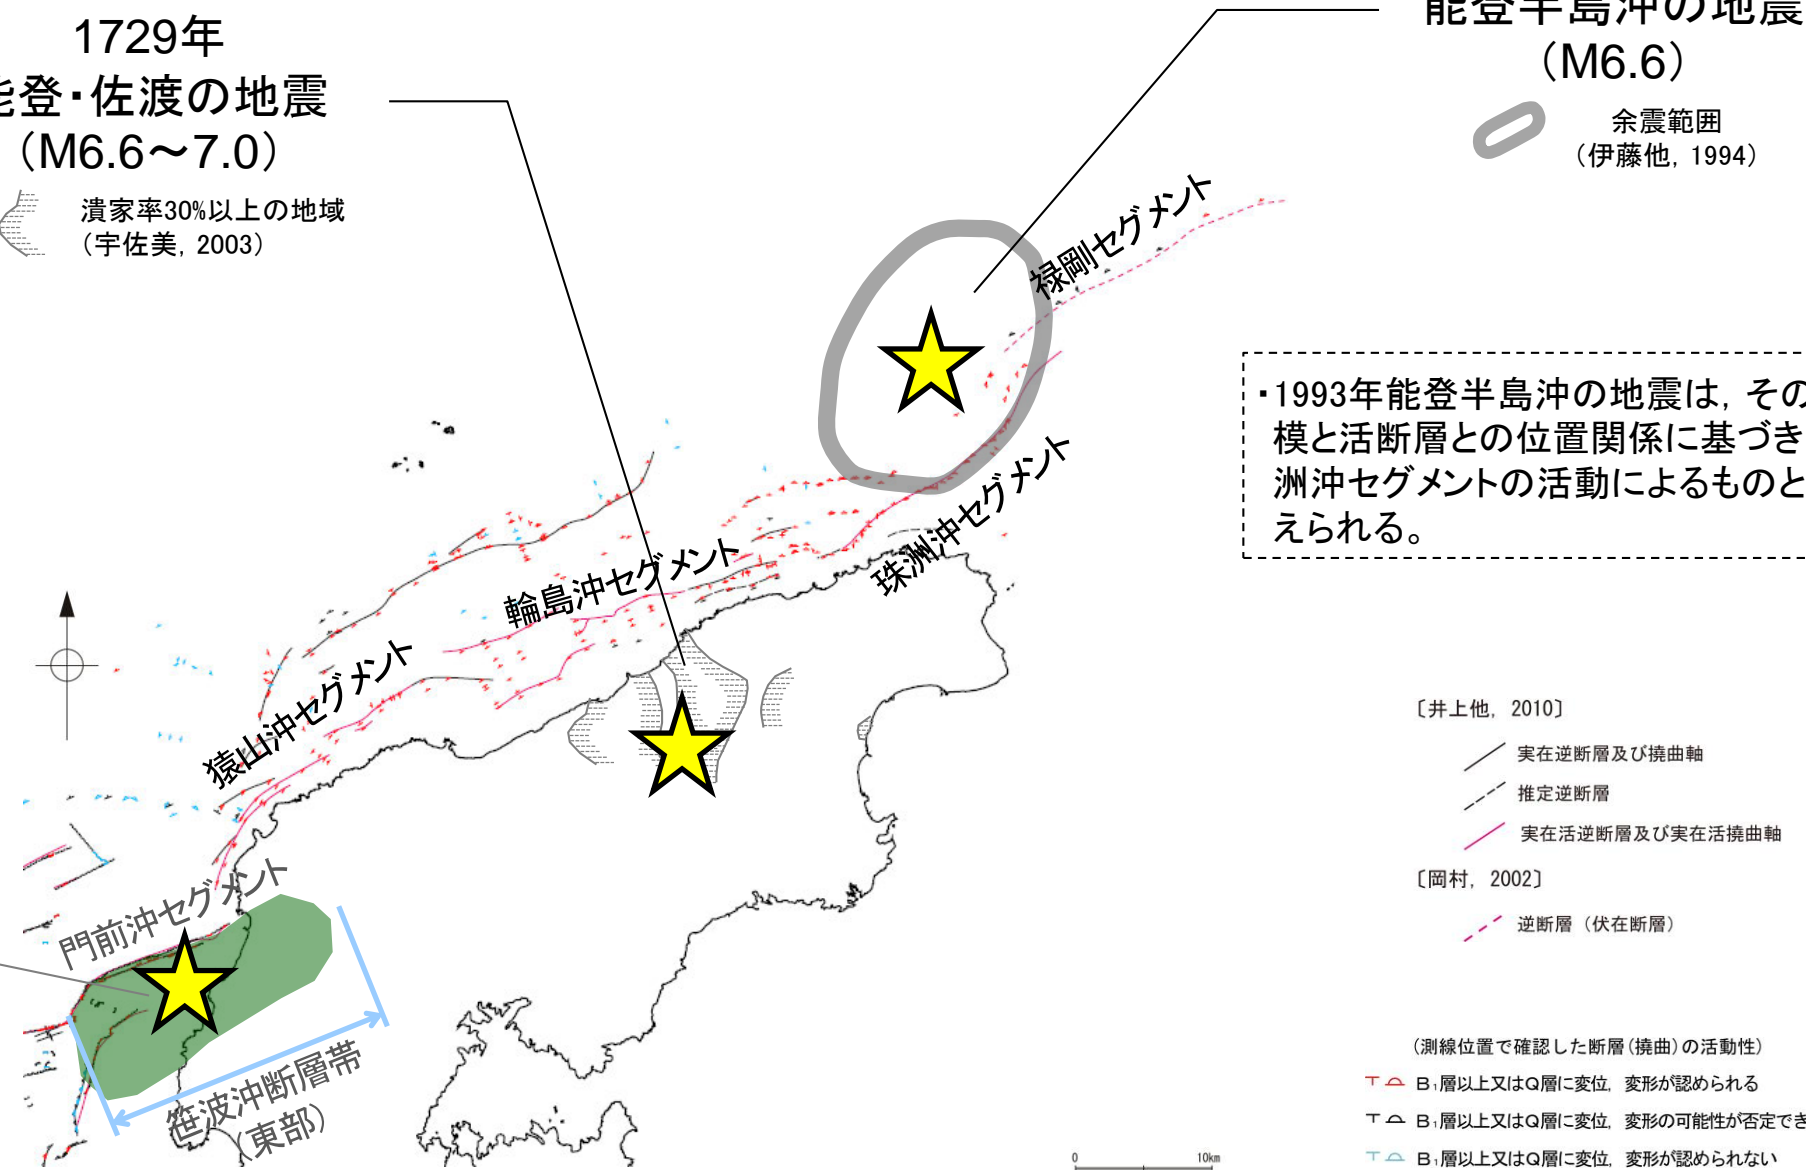 1729年
能登・佐渡の地震
（M6.6～7.0）
潰家率30%以上の地域
（宇佐美, 2003）
能登半島沖の地震
（M6.6）
余震範囲
（伊藤他, 1994）
禄剛セグメント
珠洲沖セグメント
輪島沖セグメント
猿山沖セグメント
門前沖セグメント
笹波沖断層帯
（東部）
・1993年能登半島沖の地震は, その
模と活断層との位置関係に基づき
洲沖セグメントの活動によるものと
えられる。
〔井上他, 2010〕
実在逆断層及び撓曲軸
推定逆断層
実在活逆断層及び実在活撓曲軸
〔岡村, 2002〕
逆断層（伏在断層）
（測線位置で確認した断層（撓曲）の活動性）
B₁層以上又はQ層に変位, 変形が認められる
B₁層以上又はQ層に変位, 変形の可能性が否定でき
B₁層以上又はQ層に変位, 変形が認められない
0 10km